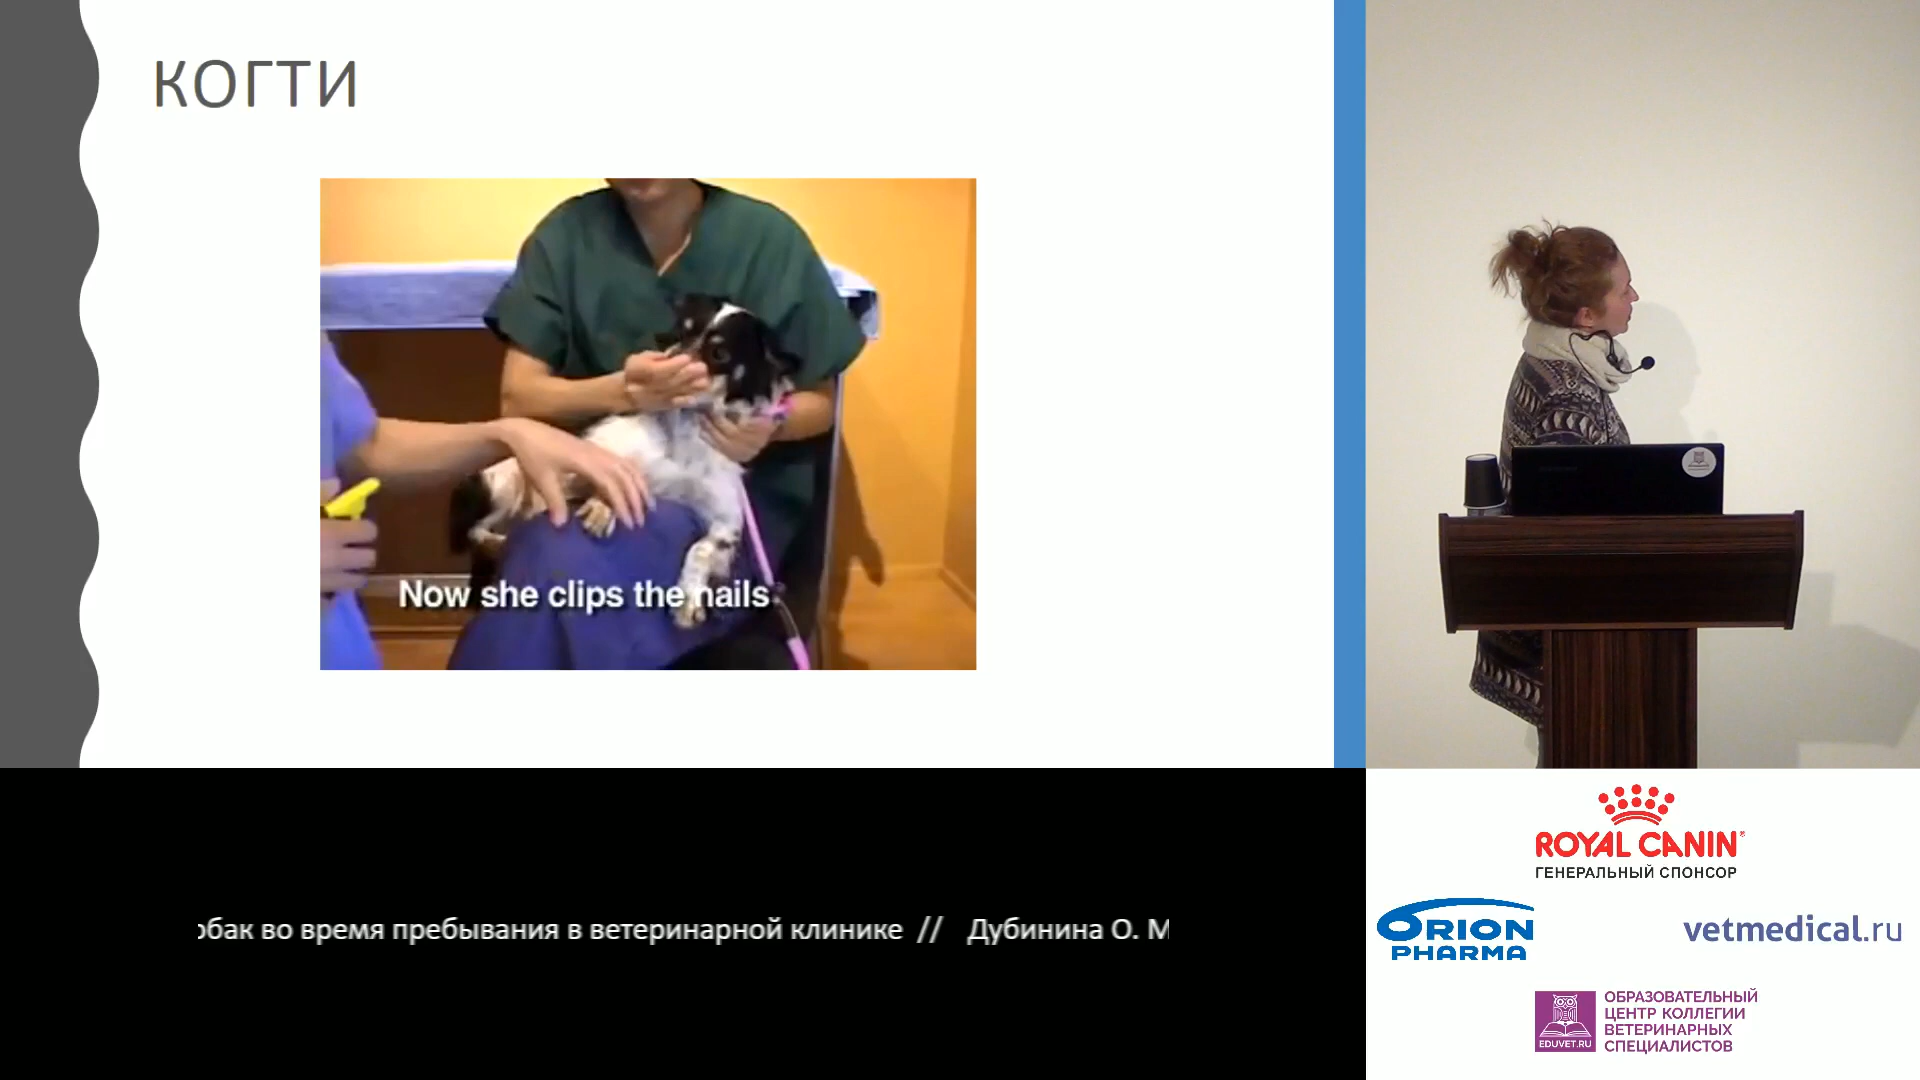 КОГТИ
Now she clips the nails
обак во время пребывания в ветеринарной клинике // Дубинина О. М
ROYAL CANIN
ГЕНЕРАЛЬНЫЙ СПОНСОР
ORION
PHARMA
vetmedical.ru
EDUVET.RU
ОБРАЗОВАТЕЛЬНЫЙ
ЦЕНТР КОЛЛЕГИИ
ВЕТЕРИНАРНЫХ
СПЕЦИАЛИСТОВ